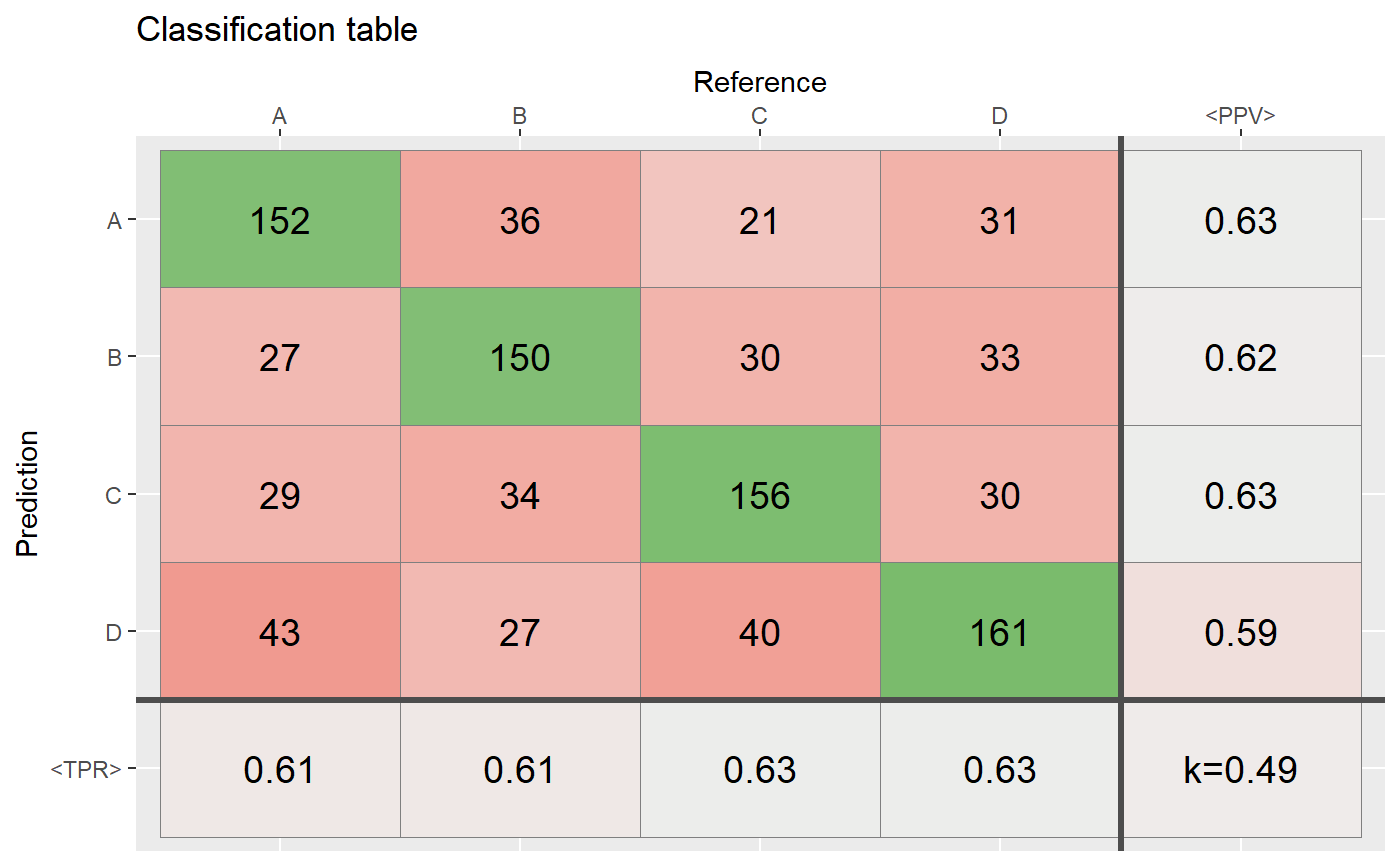 Classification table
Reference
A B C D <PPV>
A 152 36 21 31 0.63
B 27 150 30 33 0.62
Prediction
C 29 34 156 30 0.63
D 43 27 40 161 0.59
<TPR> 0.61 0.61 0.63 0.63 k=0.49